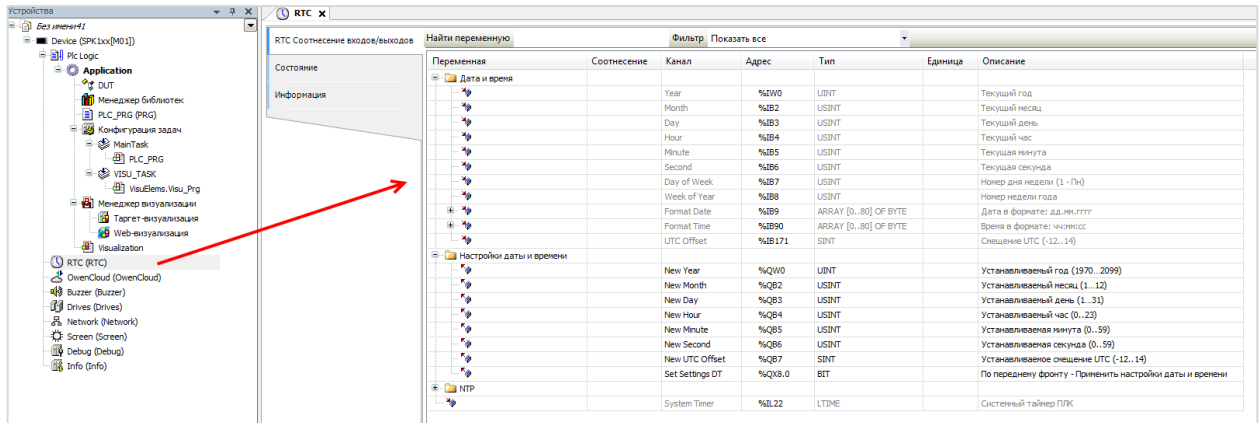 Устройства
RTC
Без имени41
Device (SPK1xx[M01])
Plc Logic
Application
DUT
Менеджер библиотек
PLC_PRG (PRG)
Конфигурация задач
MainTask
PLC_PRG
VISU_TASK
VisuElems.Visu_Prg
Менеджер визуализации
Таргет-визуализация
Web-визуализация
Visualization
RTC (RTC)
OwenCloud (OwenCloud)
Buzzer (Buzzer)
Drives (Drives)
Network (Network)
Screen (Screen)
Debug (Debug)
Info (Info)
RTC Соотнесение входов/выходов
Состояние
Информация
Найти переменную Фильтр Показать все
Переменная Соотнесение Канал Адрес Тип Единица Описание
Дата и время
Year %IW0 UINT Текущий год
Month %IB2 USINT Текущий месяц
Day %IB3 USINT Текущий день
Hour %IB4 USINT Текущий час
Minute %IB5 USINT Текущая минута
Second %IB6 USINT Текущая секунда
Day of Week %IB7 USINT Номер дня недели (1 - Пн)
Week of Year %IB8 USINT Номер недели года
Format Date %IB9 ARRAY [0..80] OF BYTE Дата в формате: дд.мм.гггг
Format Time %IB90 ARRAY [0..80] OF BYTE Время в формате: чч:мм:сс
UTC Offset %IB171 SINT Смещение UTC (-12..14)
Настройки даты и времени
New Year %QW0 UINT Устанавливаемый год (1970...2099)
New Month %QB2 USINT Устанавливаемый месяц (1...12)
New Day %QB3 USINT Устанавливаемый день (1...31)
New Hour %QB4 USINT Устанавливаемый час (0..23)
New Minute %QB5 USINT Устанавливаемая минута (0..59)
New Second %QB6 USINT Устанавливаемая секунда (0..59)
New UTC Offset %QB7 SINT Устанавливаемое смещение UTC (-12..14)
Set Settings DT %QX8.0 BIT По переднему фронту - Применить настройки даты и времени
NTP
System Timer %IL22 LTIME Системный таймер ПЛК